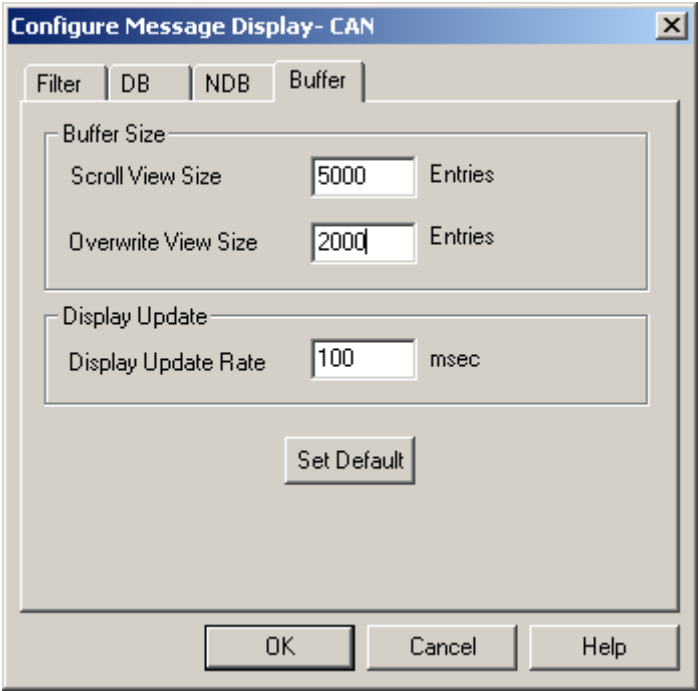 Configure Message Display- CAN
Filter DB NDB Buffer
Buffer Size
Scroll View Size 5000 Entries
Overwrite View Size 2000 Entries
Display Update
Display Update Rate 100 msec
Set Default
OK Cancel Help